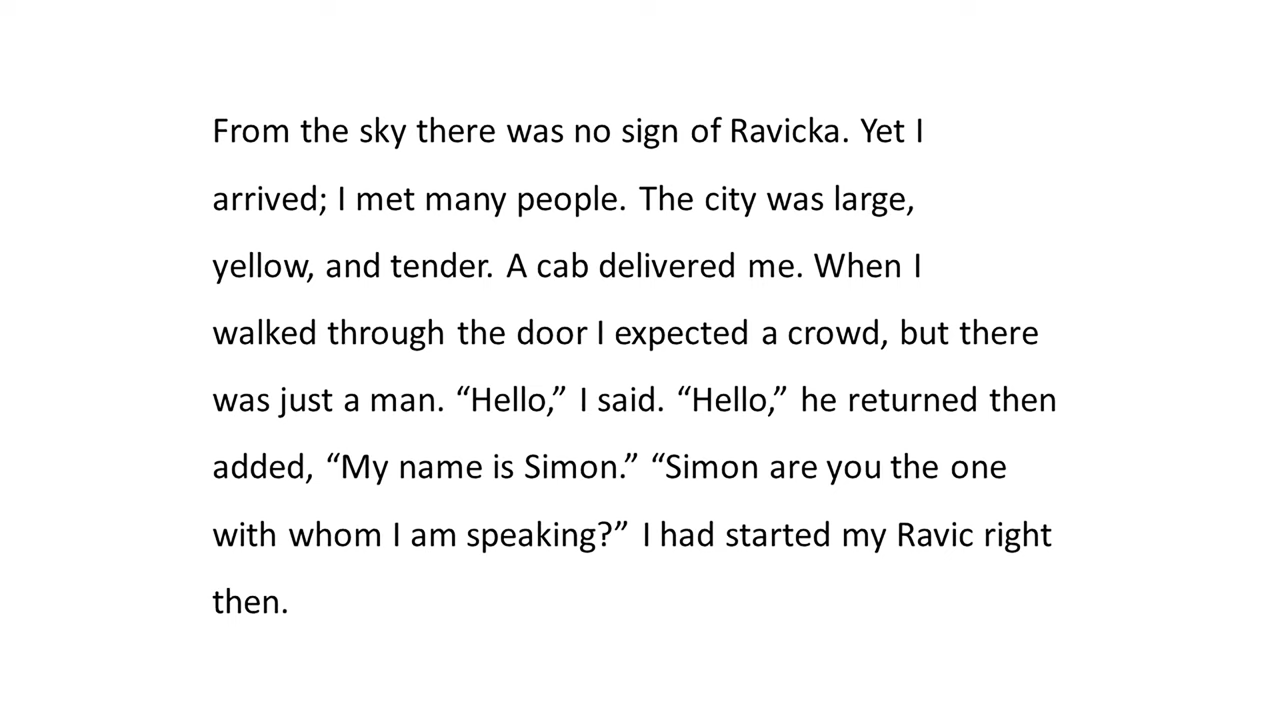 From the sky there was no sign of Ravicka. Yet I
arrived; I met many people. The city was large,
yellow, and tender. A cab delivered me. When I
walked through the door I expected a crowd, but there
was just a man. “Hello,” I said. “Hello,” he returned then
added, “My name is Simon.” “Simon are you the one
with whom I am speaking?” I had started my Ravic right
then.